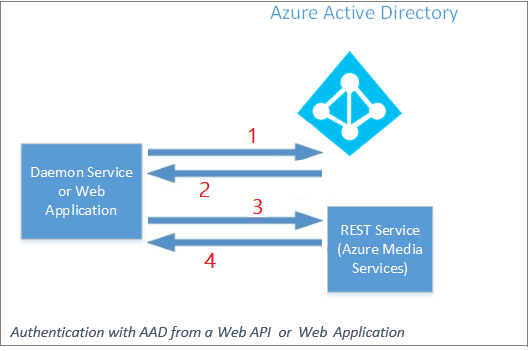 Azure Active Directory
1
Daemon Service
or Web
Application
2
3
REST Service
(Azure Media
Services)
4
Authentication with AAD from a Web API or Web Application